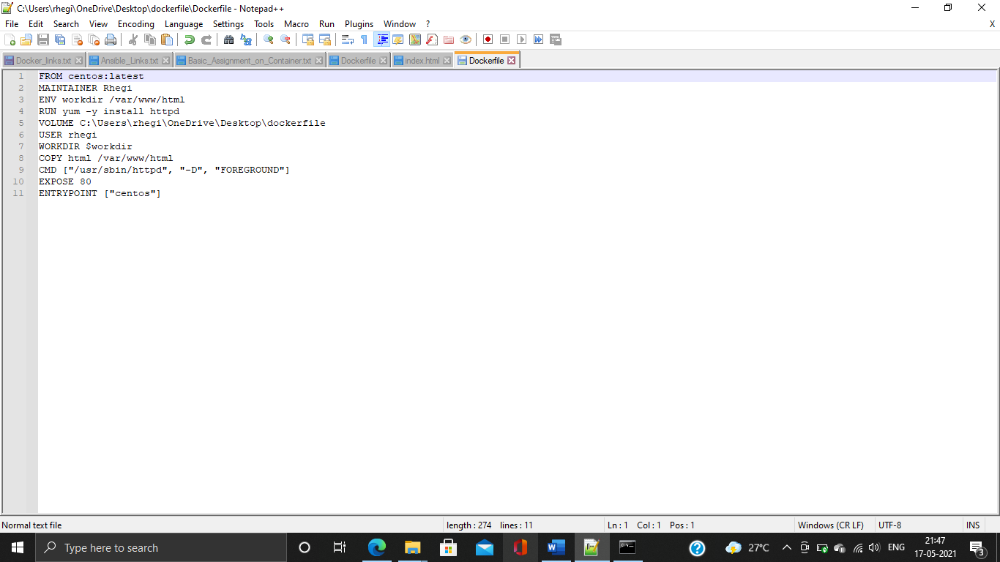 C:\Users\rhegi\OneDrive\Desktop\dockerfile\Dockerfile - Notepad++
File Edit Search View Encoding Language Settings Tools Macro Run Plugins Window ? X
Docker_links.txt Ansible_Links.txt Basic_Assignment_on_Container.txt Dockerfile index.html Dockerfile
1 FROM centos:latest
2 MAINTAINER Rhegi
3 ENV workdir /var/www/html
4 RUN yum -y install httpd
5 VOLUME C:\Users\rhegi\OneDrive\Desktop\dockerfile
6 USER rhegi
7 WORKDIR $workdir
8 COPY html /var/www/html
9 CMD ["/usr/sbin/httpd", "-D", "FOREGROUND"]
10 EXPOSE 80
11 ENTRYPOINT ["centos"]
Normal text file length : 274 lines : 11 Ln : 1 Col : 1 Pos : 1 Windows (CR LF) UTF-8 INS
Type here to search 27°C ENG 21:47
17-05-2021 3